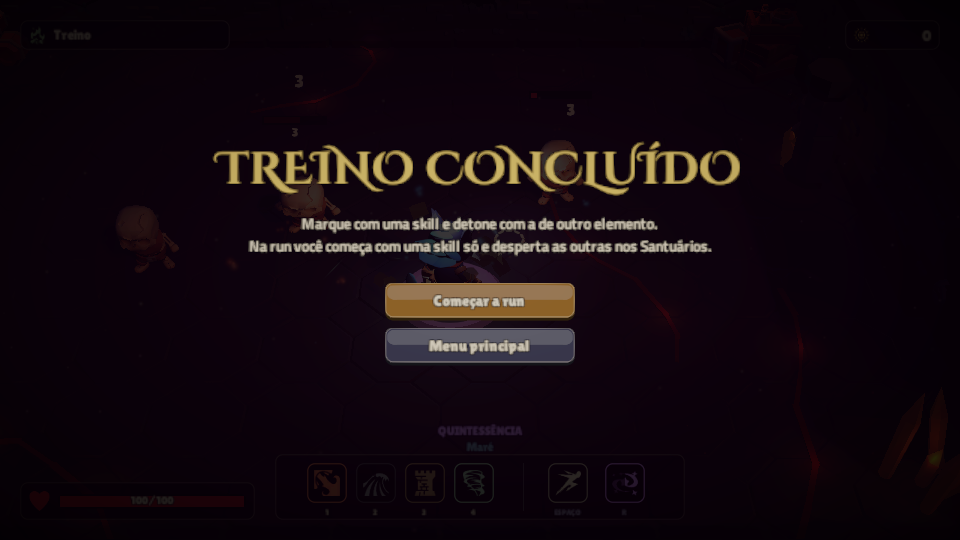 Treino
0
3
3
3
TREINO CONCLUÍDO
Marque com uma skill e detone com a de outro elemento.
Na run você começa com uma skill só e desperta as outras nos Santuários.
Começar a run
Menu principal
QUINTESSÊNCIA
Maré
100/100
1 2 3 4 ESPAÇO